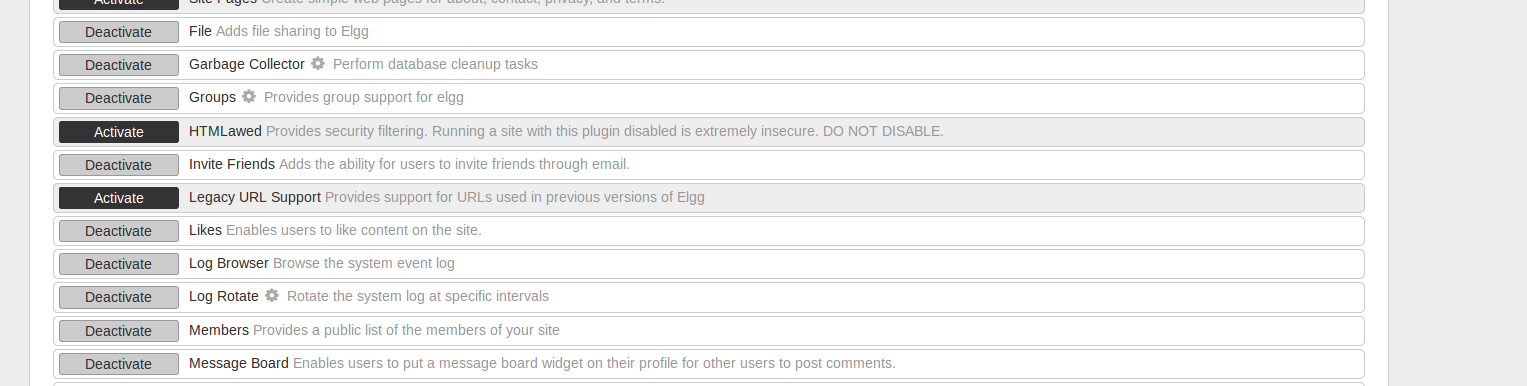 Activate Site Pages Create simple web pages for about, contact, privacy, and terms.
Deactivate File Adds file sharing to Elgg
Deactivate Garbage Collector Perform database cleanup tasks
Deactivate Groups Provides group support for elgg
Activate HTMLawed Provides security filtering. Running a site with this plugin disabled is extremely insecure. DO NOT DISABLE.
Deactivate Invite Friends Adds the ability for users to invite friends through email.
Activate Legacy URL Support Provides support for URLs used in previous versions of Elgg
Deactivate Likes Enables users to like content on the site.
Deactivate Log Browser Browse the system event log
Deactivate Log Rotate Rotate the system log at specific intervals
Deactivate Members Provides a public list of the members of your site
Deactivate Message Board Enables users to put a message board widget on their profile for other users to post comments.